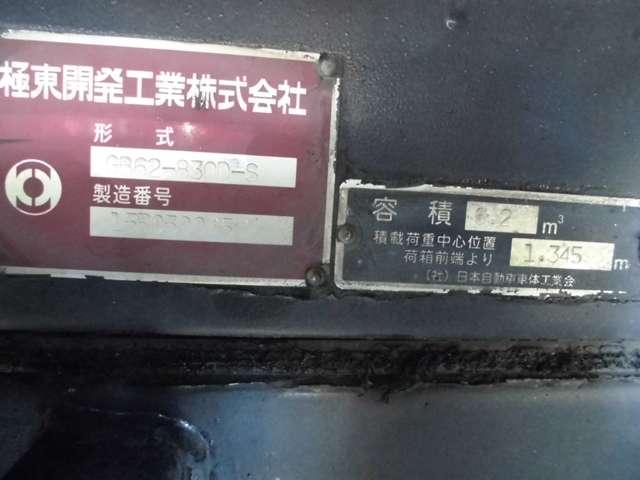 極東開発工業株式会社
形 式
製造番号
容 積 m³
積載荷重中心位置
荷箱前端より 1.345 m
(社)日本自動車車体工業会